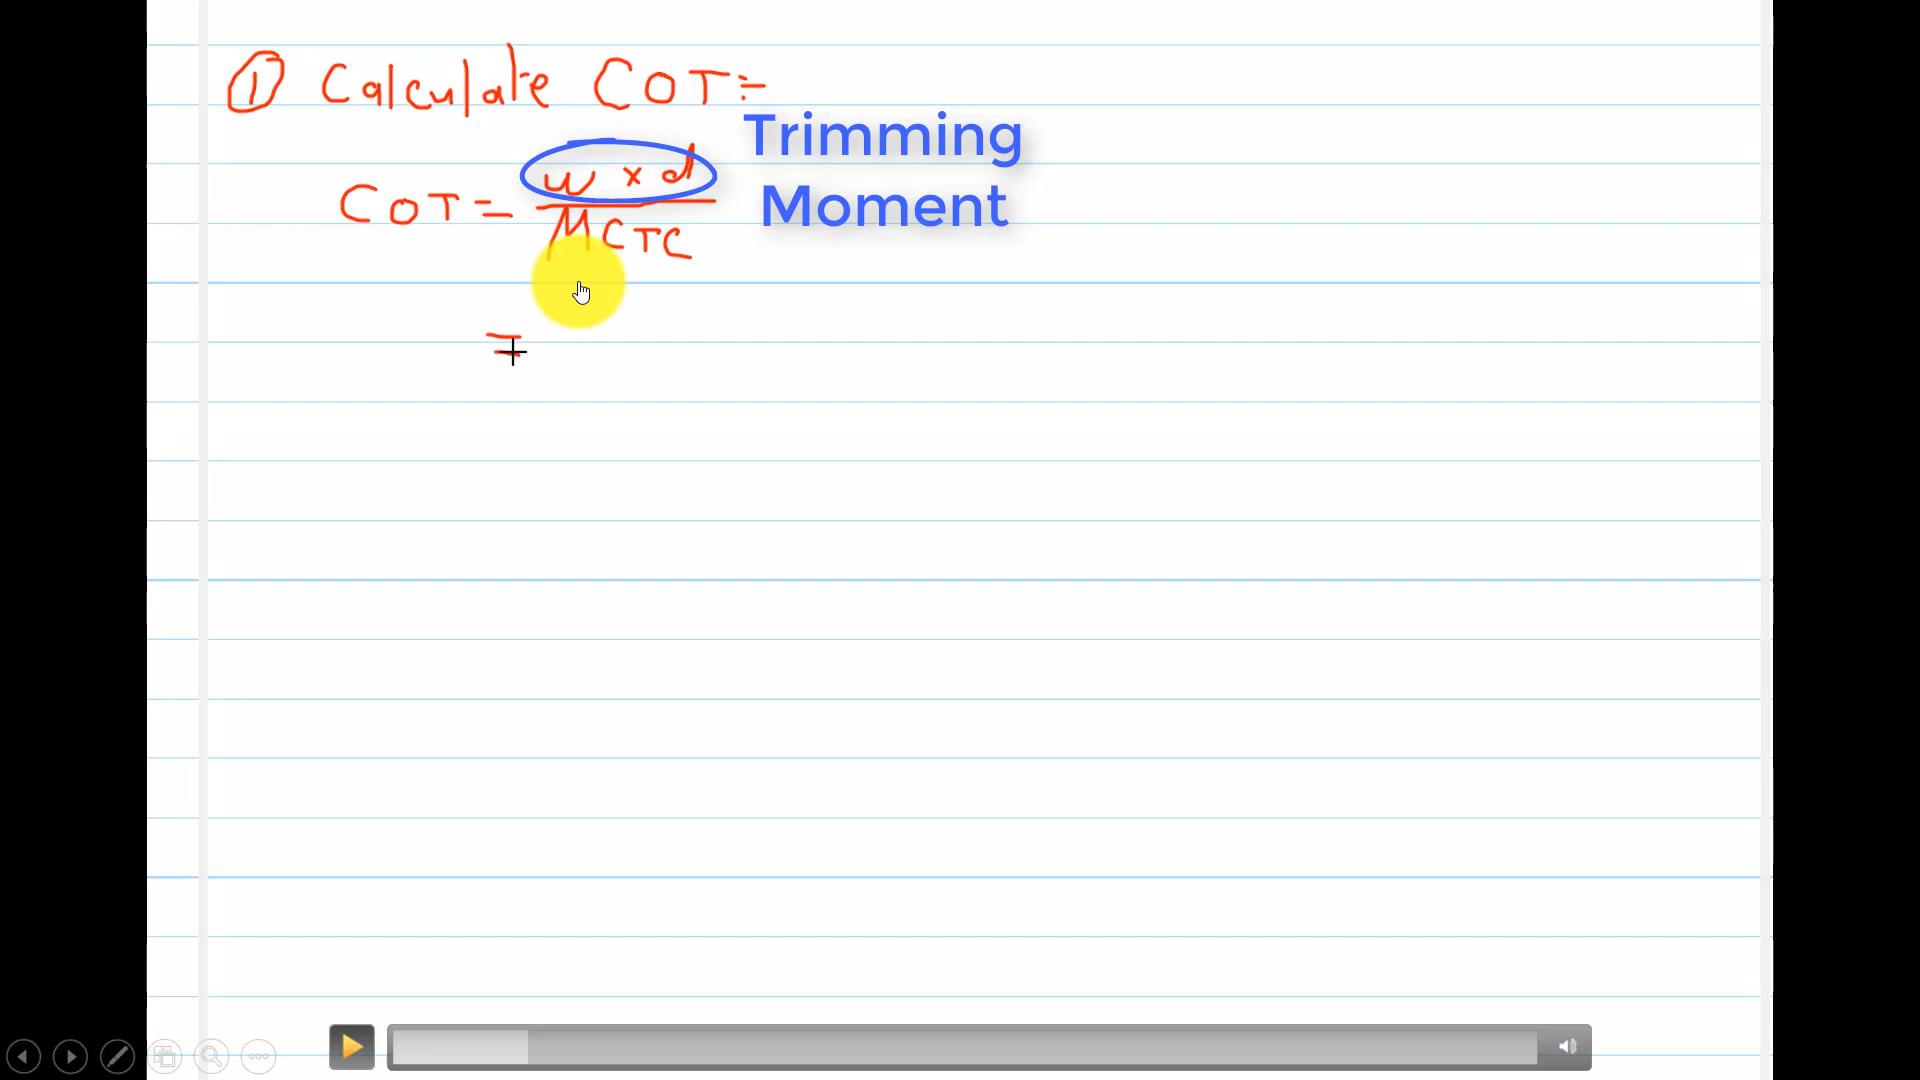 ① Calculate COT:-
Trimming
Moment
COT = w × d
MCTC
=